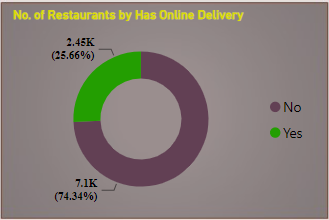 No. of Restaurants by Has Online Delivery
2.45K
(25.66%)
No
Yes
7.1K
(74.34%)